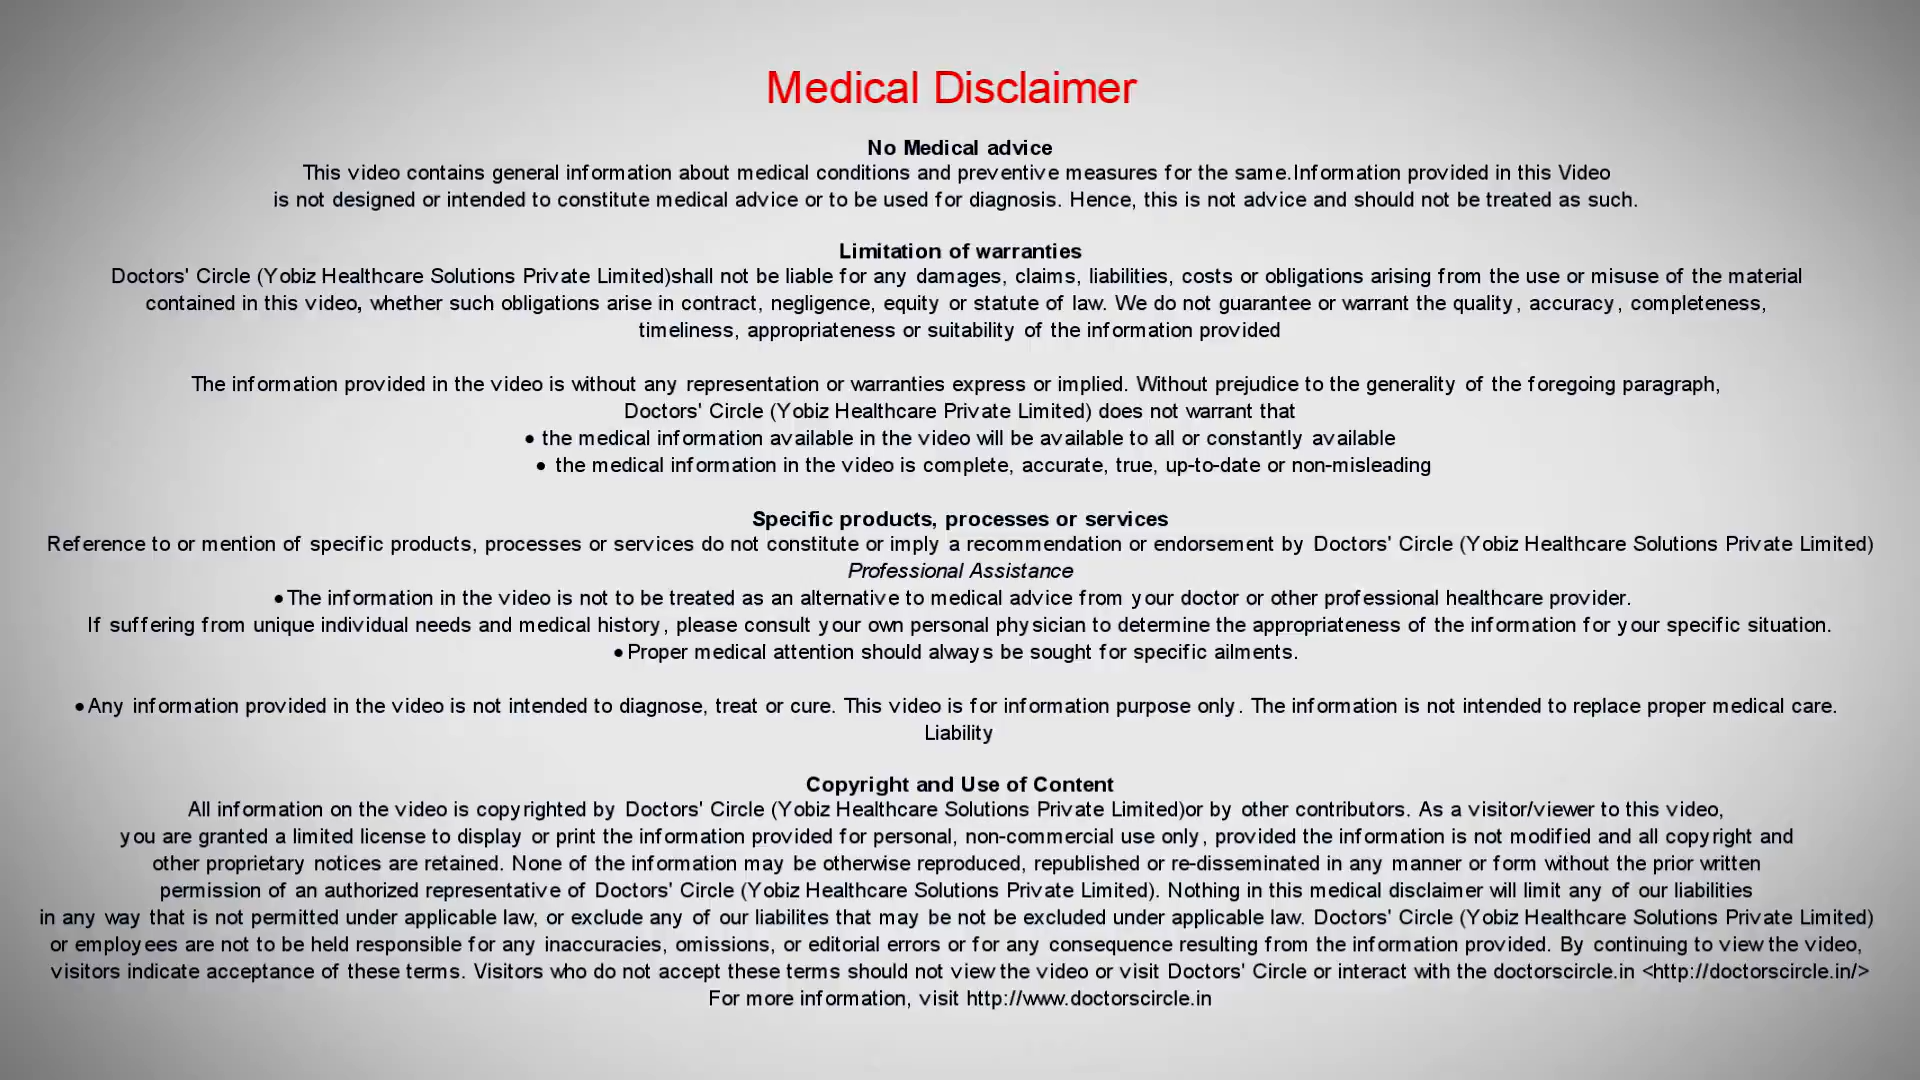 Medical Disclaimer
No Medical advice
This video contains general information about medical conditions and preventive measures for the same.Information provided in this Video
is not designed or intended to constitute medical advice or to be used for diagnosis. Hence, this is not advice and should not be treated as such.
Limitation of warranties
Doctors' Circle (Yobiz Healthcare Solutions Private Limited)shall not be liable for any damages, claims, liabilities, costs or obligations arising from the use or misuse of the material
contained in this video, whether such obligations arise in contract, negligence, equity or statute of law. We do not guarantee or warrant the quality, accuracy, completeness,
timeliness, appropriateness or suitability of the information provided
The information provided in the video is without any representation or warranties express or implied. Without prejudice to the generality of the foregoing paragraph,
Doctors' Circle (Yobiz Healthcare Private Limited) does not warrant that
• the medical information available in the video will be available to all or constantly available
• the medical information in the video is complete, accurate, true, up-to-date or non-misleading
Specific products, processes or services
Reference to or mention of specific products, processes or services do not constitute or imply a recommendation or endorsement by Doctors' Circle (Yobiz Healthcare Solutions Private Limited)
Professional Assistance
•The information in the video is not to be treated as an alternative to medical advice from your doctor or other professional healthcare provider.
If suffering from unique individual needs and medical history, please consult your own personal physician to determine the appropriateness of the information for your specific situation.
•Proper medical attention should always be sought for specific ailments.
•Any information provided in the video is not intended to diagnose, treat or cure. This video is for information purpose only. The information is not intended to replace proper medical care.
Liability
Copyright and Use of Content
All information on the video is copyrighted by Doctors' Circle (Yobiz Healthcare Solutions Private Limited)or by other contributors. As a visitor/viewer to this video,
you are granted a limited license to display or print the information provided for personal, non-commercial use only, provided the information is not modified and all copyright and
other proprietary notices are retained. None of the information may be otherwise reproduced, republished or re-disseminated in any manner or form without the prior written
permission of an authorized representative of Doctors' Circle (Yobiz Healthcare Solutions Private Limited). Nothing in this medical disclaimer will limit any of our liabilities
in any way that is not permitted under applicable law, or exclude any of our liabilites that may be not be excluded under applicable law. Doctors' Circle (Yobiz Healthcare Solutions Private Limited)
or employees are not to be held responsible for any inaccuracies, omissions, or editorial errors or for any consequence resulting from the information provided. By continuing to view the video,
visitors indicate acceptance of these terms. Visitors who do not accept these terms should not view the video or visit Doctors' Circle or interact with the doctorscircle.in <http://doctorscircle.in/>
For more information, visit http://www.doctorscircle.in